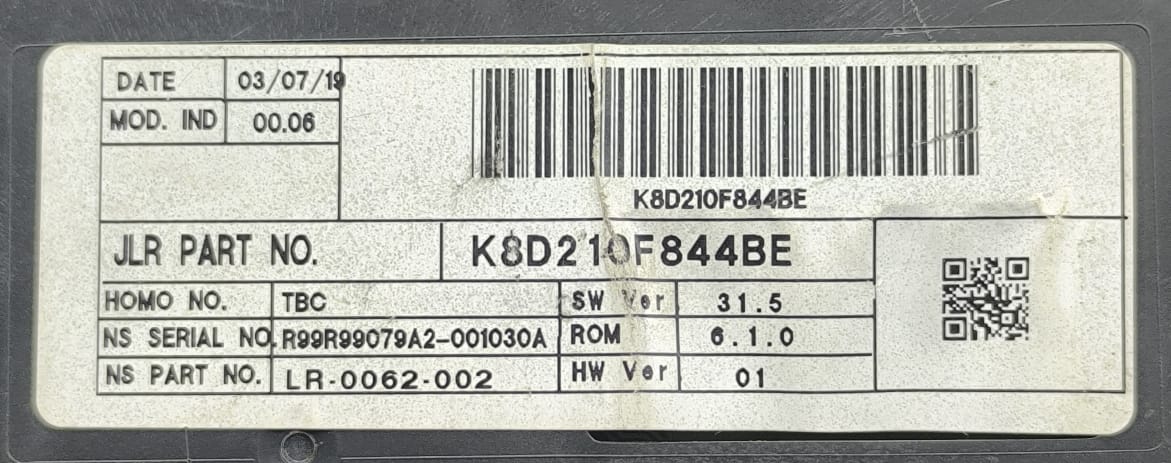 DATE 03/07/19
MOD. IND 00.06
K8D210F844BE
JLR PART NO. K8D210F844BE
HOMO NO. TBC SW Ver 31.5
NS SERIAL NO. R99R99079A2-001030A ROM 6.1.0
NS PART NO. LR-0062-002 HW Ver 01